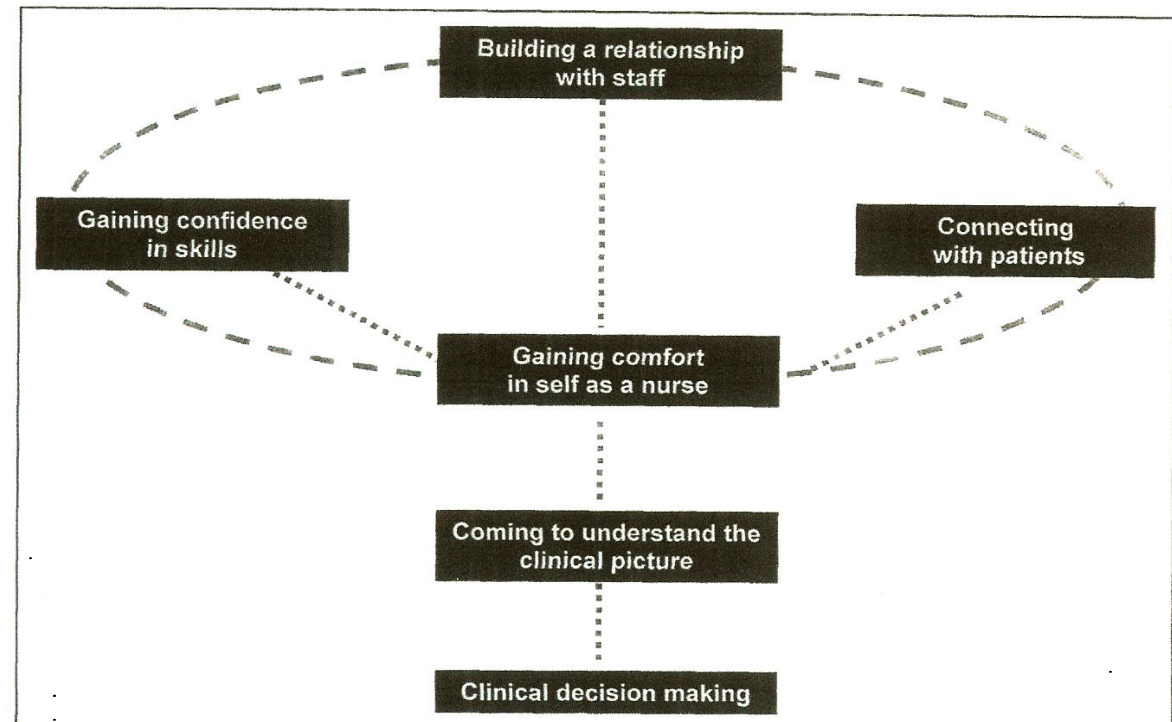 Building a relationship
with staff
Gaining confidence
in skills
Connecting
with patients
Gaining comfort
in self as a nurse
Coming to understand the
clinical picture
Clinical decision making